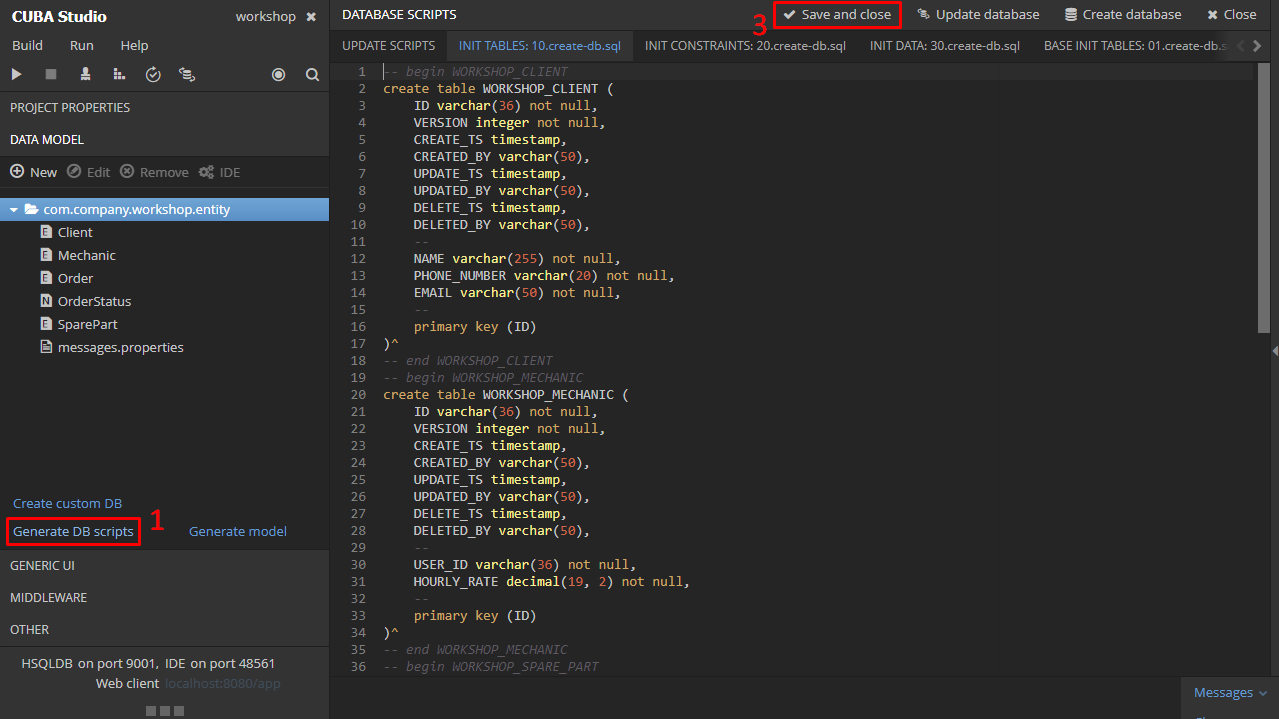 CUBA Studio
workshop
Build Run Help
PROJECT PROPERTIES
DATA MODEL
New Edit Remove IDE
com.company.workshop.entity
E Client
E Mechanic
E Order
N OrderStatus
E SparePart
messages.properties
Create custom DB
Generate DB scripts 1 Generate model
GENERIC UI
MIDDLEWARE
OTHER
HSQLDB on port 9001, IDE on port 48561
Web client localhost:8080/app
DATABASE SCRIPTS 3 Save and close Update database Create database Close
UPDATE SCRIPTS INIT TABLES: 10.create-db.sql INIT CONSTRAINTS: 20.create-db.sql INIT DATA: 30.create-db.sql BASE INIT TABLES: 01.create-db.s
1 -- begin WORKSHOP_CLIENT
2 create table WORKSHOP_CLIENT (
3 ID varchar(36) not null,
4 VERSION integer not null,
5 CREATE_TS timestamp,
6 CREATED_BY varchar(50),
7 UPDATE_TS timestamp,
8 UPDATED_BY varchar(50),
9 DELETE_TS timestamp,
10 DELETED_BY varchar(50),
11 --
12 NAME varchar(255) not null,
13 PHONE_NUMBER varchar(20) not null,
14 EMAIL varchar(50) not null,
15 --
16 primary key (ID)
17 )^
18 -- end WORKSHOP_CLIENT
19 -- begin WORKSHOP_MECHANIC
20 create table WORKSHOP_MECHANIC (
21 ID varchar(36) not null,
22 VERSION integer not null,
23 CREATE_TS timestamp,
24 CREATED_BY varchar(50),
25 UPDATE_TS timestamp,
26 UPDATED_BY varchar(50),
27 DELETE_TS timestamp,
28 DELETED_BY varchar(50),
29 --
30 USER_ID varchar(36) not null,
31 HOURLY_RATE decimal(19, 2) not null,
32 --
33 primary key (ID)
34 )^
35 -- end WORKSHOP_MECHANIC
36 -- begin WORKSHOP_SPARE_PART
Messages